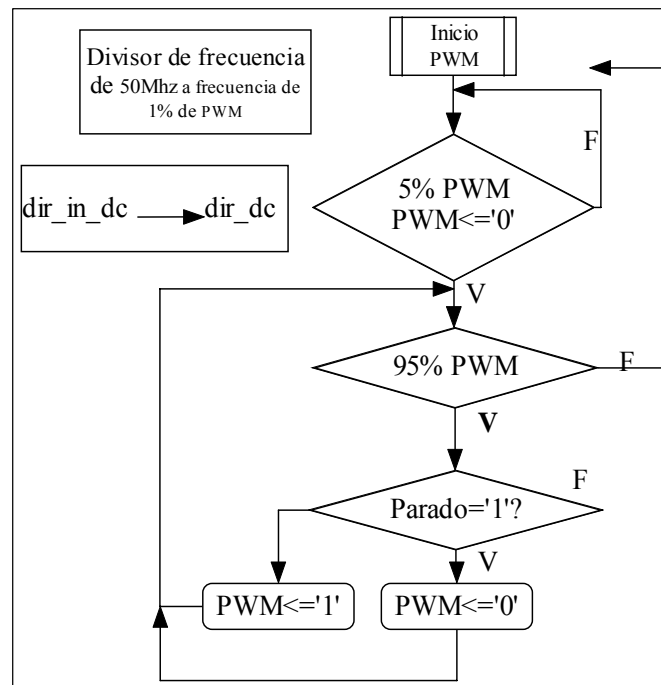 Divisor de frecuencia
de 50Mhz a frecuencia de
1% de PWM
Inicio
PWM
F
dir_in_dc
dir_dc
5% PWM
PWM<='0'
V
95% PWM
F
V
F
Parado='1'?
V
PWM<='1'
PWM<='0'